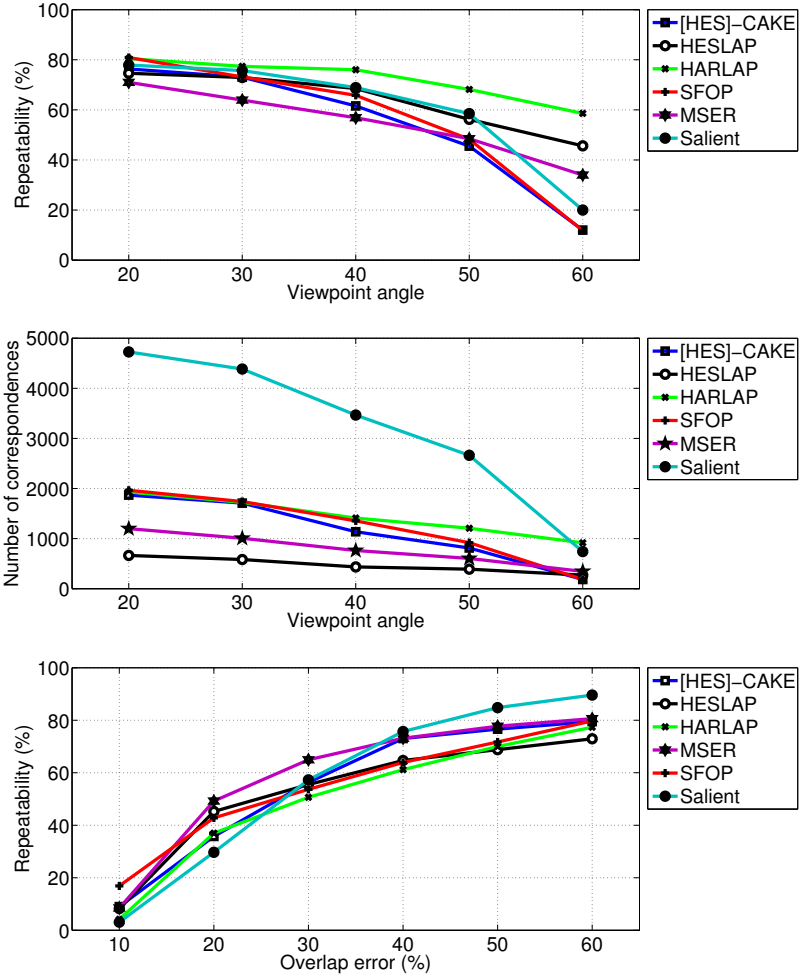 Repeatability (%)
100
80
60
40
20
0
20 30 40 50 60
Viewpoint angle
[HES]−CAKE
HESLAP
HARLAP
SFOP
MSER
Salient
Number of correspondences
5000
4000
3000
2000
1000
0
20 30 40 50 60
Viewpoint angle
[HES]−CAKE
HESLAP
HARLAP
SFOP
MSER
Salient
Repeatability (%)
100
80
60
40
20
0
10 20 30 40 50 60
Overlap error (%)
[HES]−CAKE
HESLAP
HARLAP
MSER
SFOP
Salient